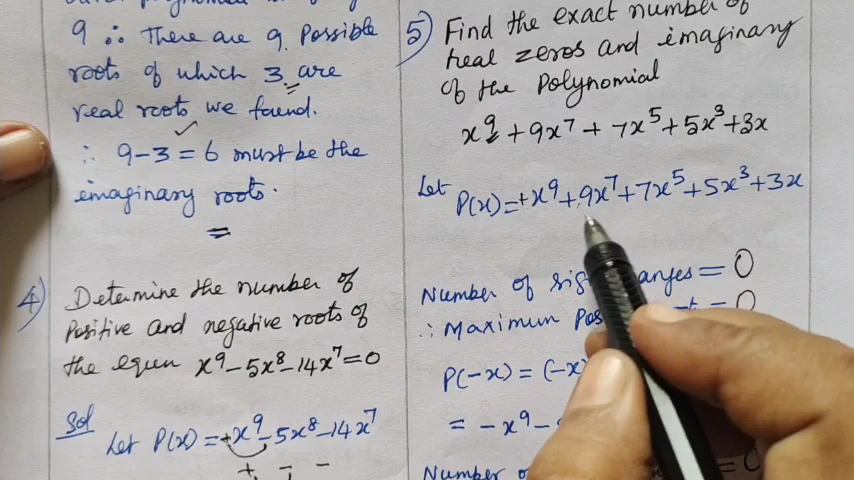 9 ∴ There are 9 Possible
roots of which 3 are
real roots we found.
∴ 9-3 = 6 must be the
imaginary roots.
4) Determine the number of
Positive and negative roots of
the equn x⁹-5x⁸-14x⁷=0
Sol
Let P(x) = +x⁹-5x⁸-14x⁷
+, -, -
5) Find the exact number of
real zeros and imaginary
of the Polynomial
x⁹+9x⁷+7x⁵+5x³+3x
Let P(x)=+x⁹+9x⁷+7x⁵+5x³+3x
Number of = 0
∴ Maximum = 0
P(-x) = (-x)
= -x⁹-
Number = 0